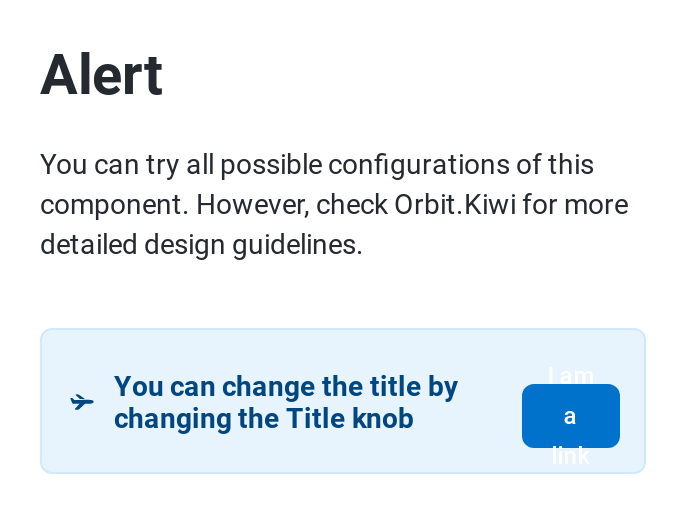 Alert
You can try all possible configurations of this
component. However, check Orbit.Kiwi for more
detailed design guidelines.
You can change the title by
changing the Title knob
I am
a
link